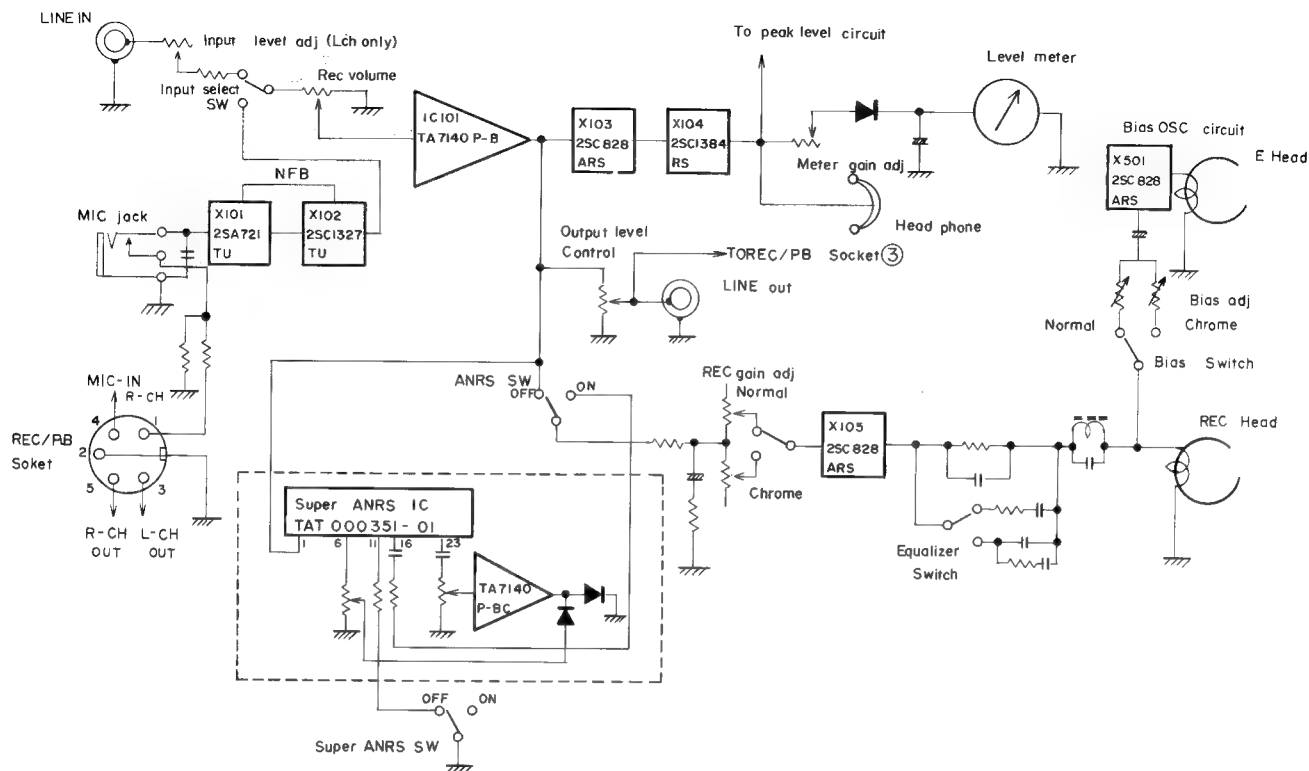 LINE IN
Input level adj (Lch only)
Input select
SW
Rec volume
IC101
TA7140 P-B
X103
2SC828
ARS
X104
2SC1384
RS
To peak level circuit
Level meter
Meter gain adj
Head phone
Bias OSC circuit
X501
2SC828
ARS
E Head
NFB
MIC jack
X101
2SA721
TU
X102
2SC1327
TU
Output level
Control
TOREC/PB Socket ③
LINE out
Normal
Bias adj
Chrome
Bias Switch
MIC-IN
R-CH
REC/P.B
Soket
4
1
2
5
3
R-CH
OUT
L-CH
OUT
ANRS SW
OFF
ON
REC gain adj
Normal
Chrome
X105
2SC828
ARS
REC Head
Equalizer
Switch
Super ANRS IC
TAT 000351-01
1
6
11
16
23
TA7140
P-BC
OFF
ON
Super ANRS SW